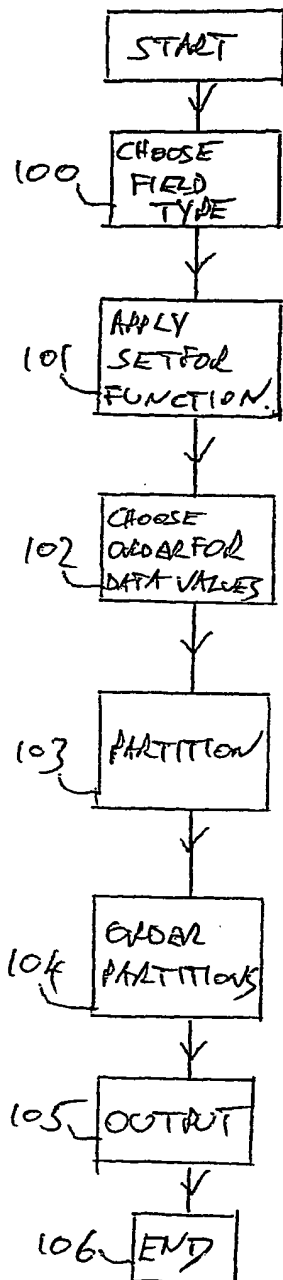 START
100
CHOOSE
FIELD
TYPE
101
APPLY
SETFOR
FUNCTION.
102
CHOOSE
ORDER FOR
DATA VALUES
103
PARTITION
104
ORDER
PARTITIONS
105
OUTPUT
106
END